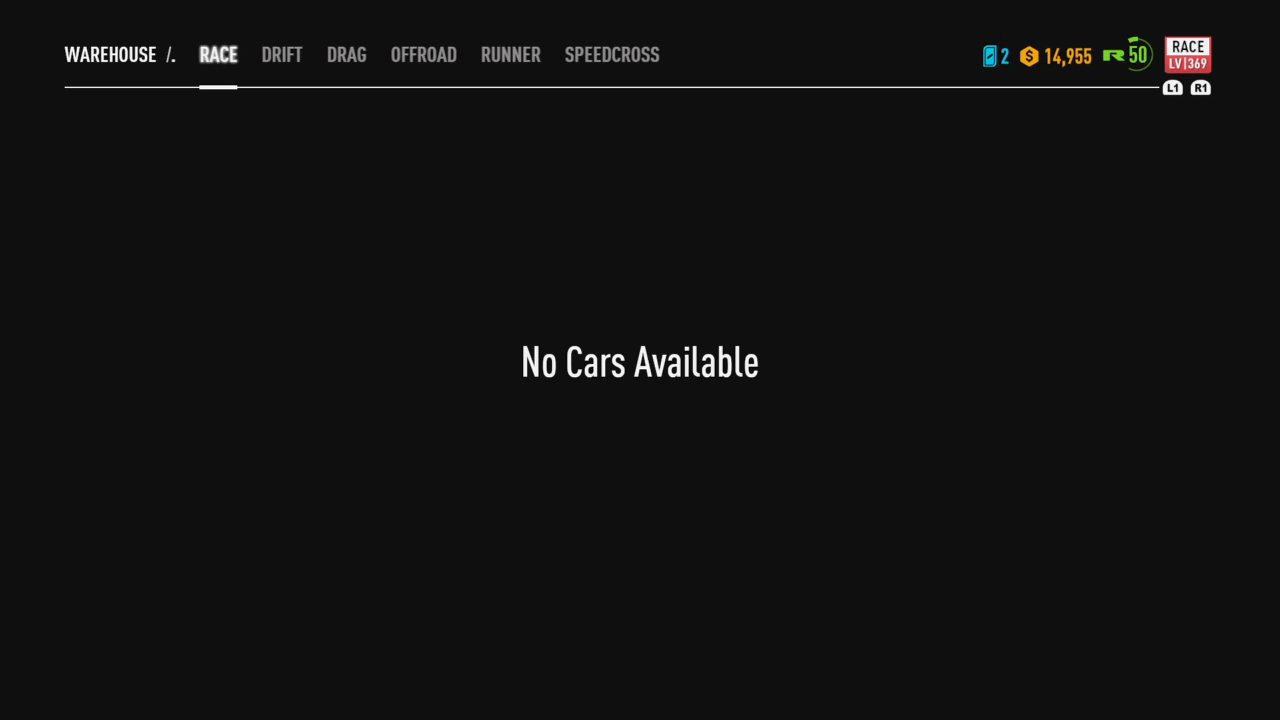 WAREHOUSE /. RACE DRIFT DRAG OFFROAD RUNNER SPEEDCROSS 2 14,955 R 50 RACE
LV|369
L1 R1
No Cars Available